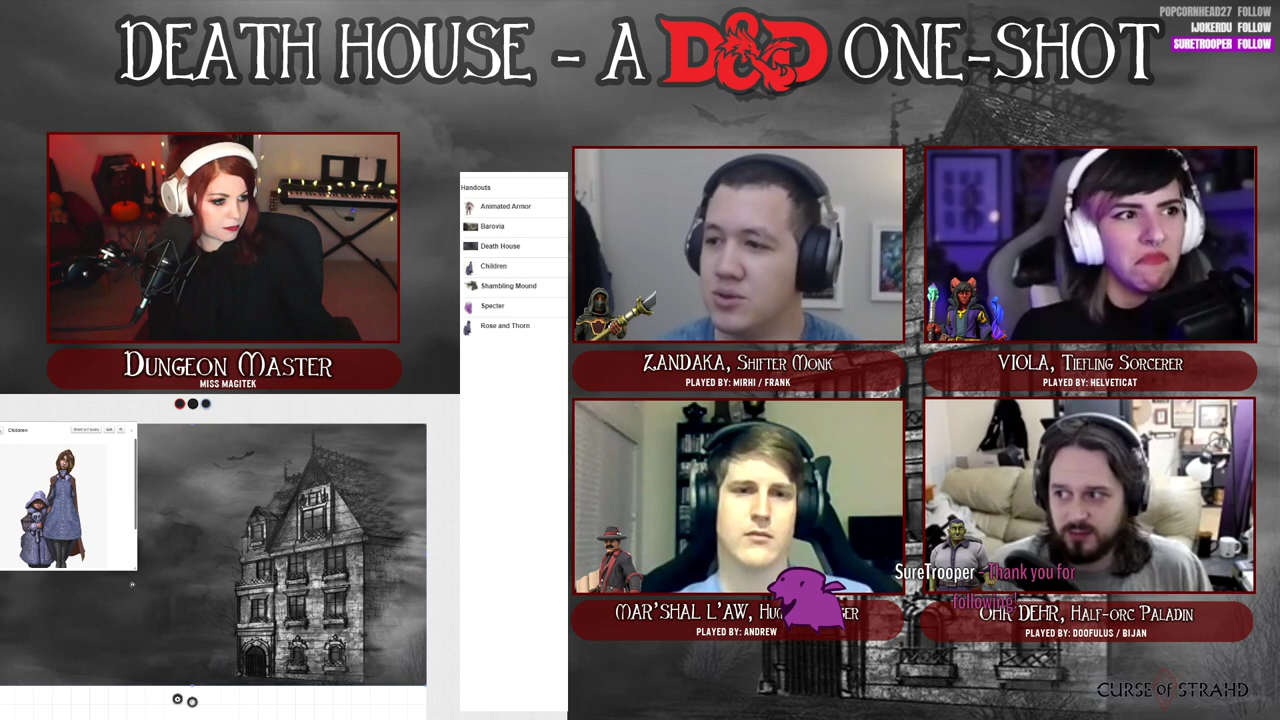 DEATH HOUSE - A D&D ONE-SHOT
POPCORNHEAD27 FOLLOW
IJOKERDU FOLLOW
SURETROOPER FOLLOW
DUNGEON MASTER
MISS MAGITEK
Handouts
Animated Armor
Barovia
Death House
Children
Shambling Mound
Specter
Rose and Thorn
ZANDAKA, SHIFTER MONK
PLAYED BY: MIRHI / FRANK
VIOLA, TIEFLING SORCERER
PLAYED BY: HELVETICAT
Children
SureTrooper - Thank you for
following!
MAR'SHAL L'AW,
PLAYED BY: ANDREW
OHR DEHR, HALF-ORC PALADIN
PLAYED BY: DOOFULUS / BIJAN
CURSE OF STRAHD